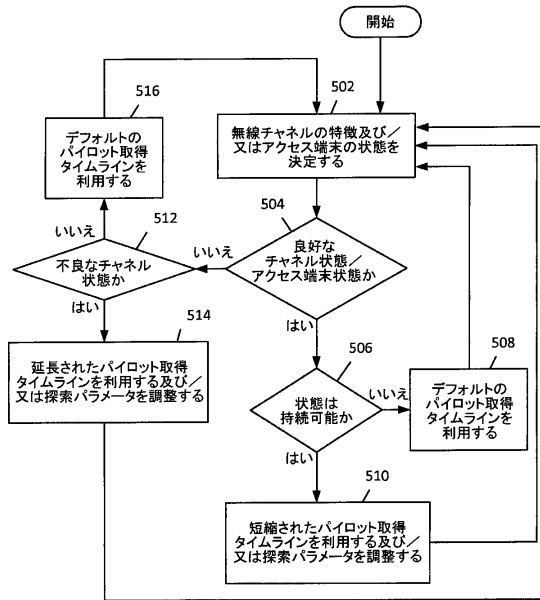 開始
502
無線チャネルの特徴及び／
又はアクセス端末の状態を
決定する
504
良好な
チャネル状態／
アクセス端末状態か
いいえ
はい
512
不良なチャネル
状態か
いいえ
はい
516
デフォルトの
パイロット取得
タイムラインを
利用する
514
延長されたパイロット取得
タイムラインを利用する及び／
又は探索パラメータを調整する
506
状態は
持続可能か
いいえ
はい
508
デフォルトの
パイロット取得
タイムラインを
利用する
510
短縮されたパイロット取得
タイムラインを利用する及び／
又は探索パラメータを調整する